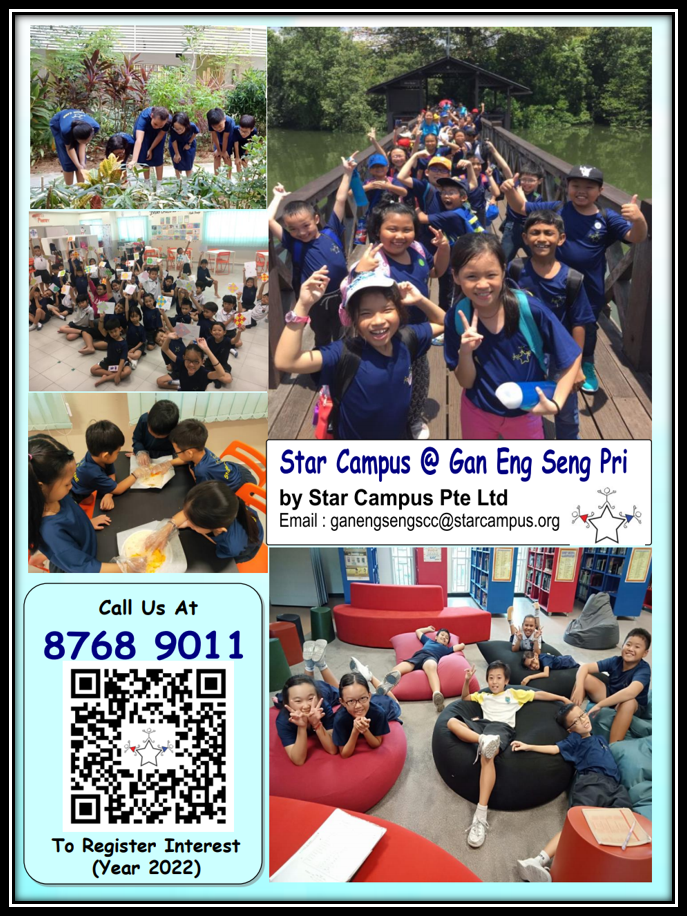 Star Campus @ Gan Eng Seng Pri
by Star Campus Pte Ltd
Email : ganengsengscc@starcampus.org
Call Us At
8768 9011
To Register Interest
(Year 2022)